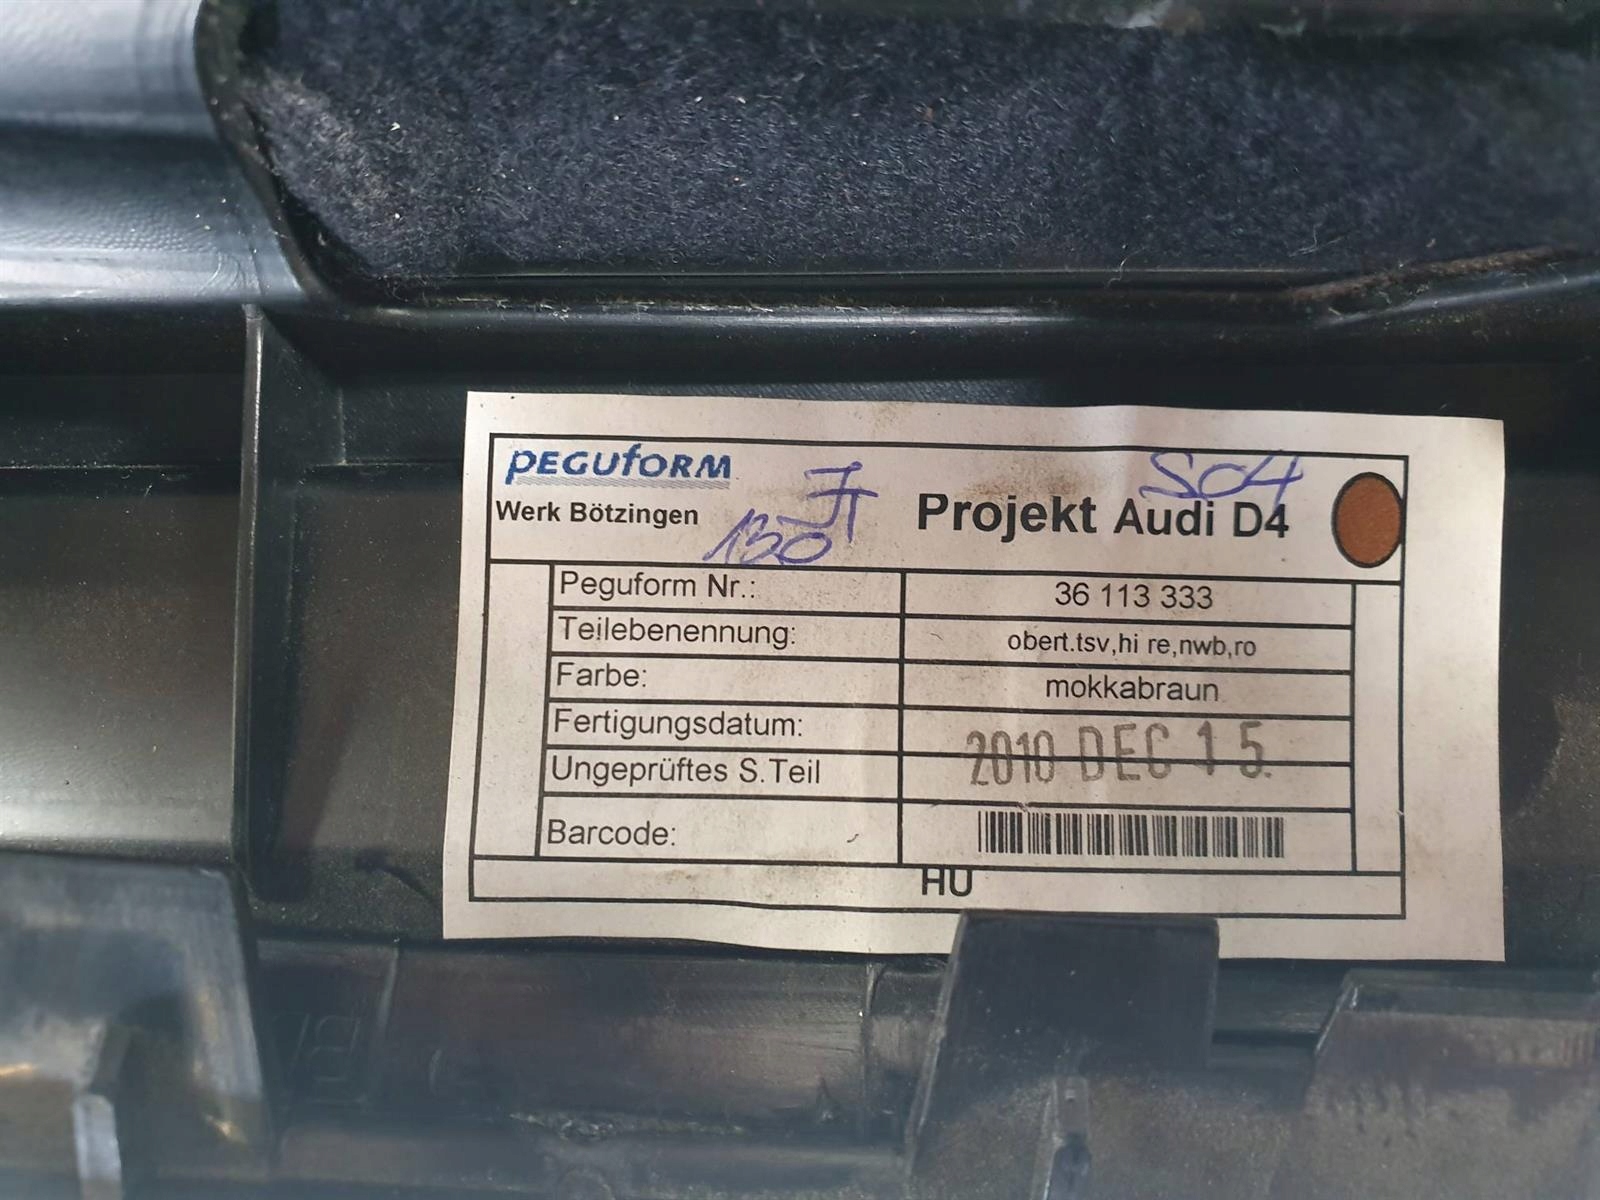 PEGUFORM
Werk Bötzingen
130
Projekt Audi D4
S04
Peguform Nr.: 36 113 333
Teilebenennung: obert.tsv,hi re,nwb,ro
Farbe: mokkabraun
Fertigungsdatum: 2010 DEC 15
Ungeprüftes S.Teil
Barcode:
HU